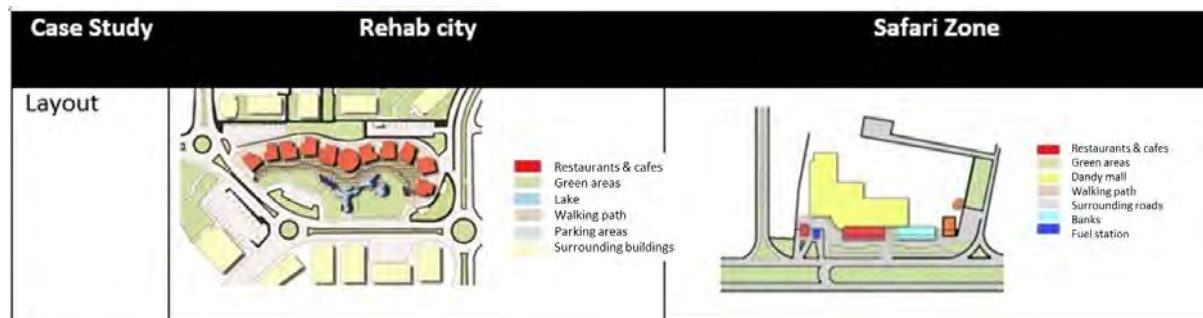 Case Study
Rehab city
Safari Zone
Layout
Restaurants & cafes
Green areas
Lake
Walking path
Parking areas
Surrounding buildings
Restaurants & cafes
Green areas
Dandy mall
Walking path
Surrounding roads
Banks
Fuel station